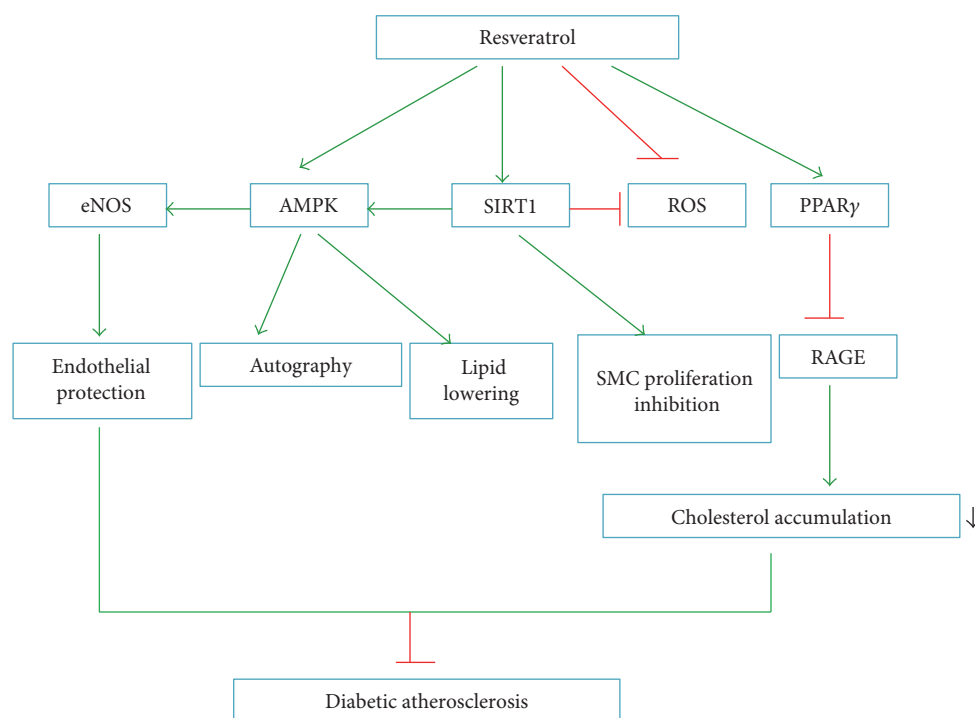 Resveratrol
eNOS
AMPK
SIRT1
ROS
PPARγ
Endothelial
protection
Autography
Lipid
lowering
SMC proliferation
inhibition
RAGE
Cholesterol accumulation ↓
Diabetic atherosclerosis